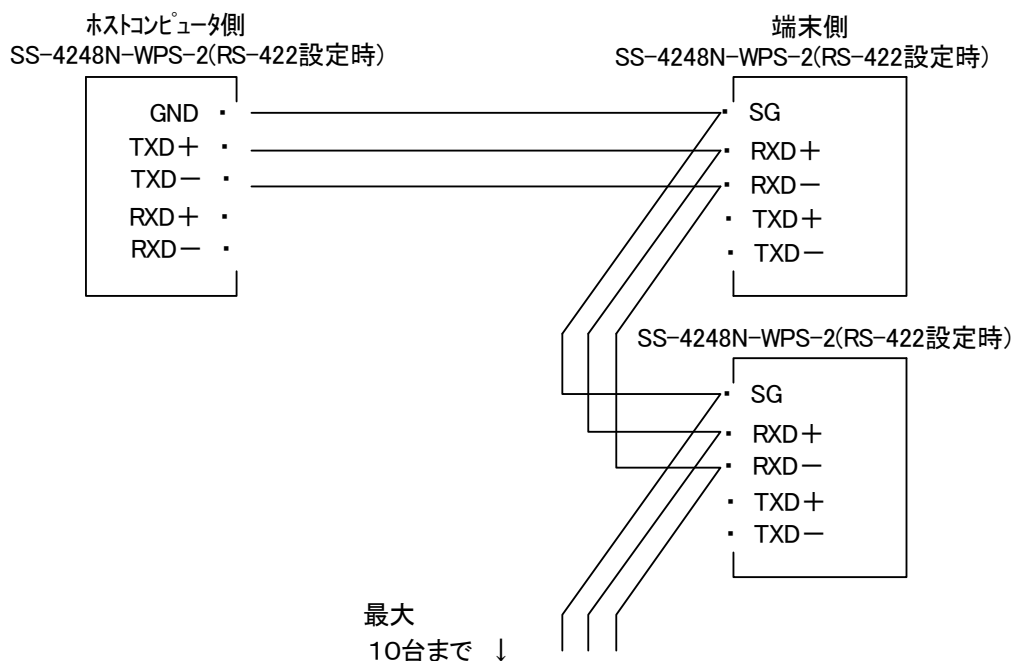 ﾎｽﾄｺﾝﾋﾟｭｰﾀ側
SS-4248N-WPS-2(RS-422設定時)
GND
TXD＋
TXD－
RXD＋
RXD－
端末側
SS-4248N-WPS-2(RS-422設定時)
SG
RXD＋
RXD－
TXD＋
TXD－
SS-4248N-WPS-2(RS-422設定時)
SG
RXD＋
RXD－
TXD＋
TXD－
最大
10台まで ↓